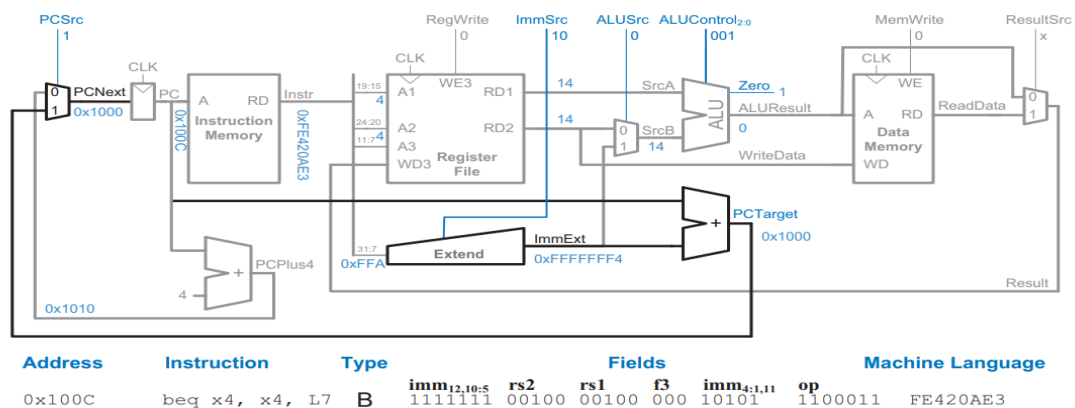 PCSrc RegWrite ImmSrc ALUSrc ALUControl2:0 MemWrite ResultSrc
1 0 10 0 001 0 x
CLK CLK CLK
0 PCNext PC A RD Instr 19:15 A1 WE3 RD1 14 SrcA Zero 1 WE 0
1 0x1000 Instruction Memory 4 ALU ALUResult A RD ReadData 1
0x100C 0xFE420AE3 24:20 A2 RD2 14 0 SrcB 0 Data Memory
4 1 14
11:7 A3 WriteData WD
WD3 Register File
PCTarget
+ 0x1000
31:7 Extend ImmExt
0xFFA 0xFFFFFFF4
PCPlus4
+
4 Result
0x1010
Address Instruction Type Fields Machine Language
imm12,10:5 rs2 rs1 f3 imm4:1,11 op
0x100C beq x4, x4, L7 B 1111111 00100 00100 000 10101 1100011 FE420AE3